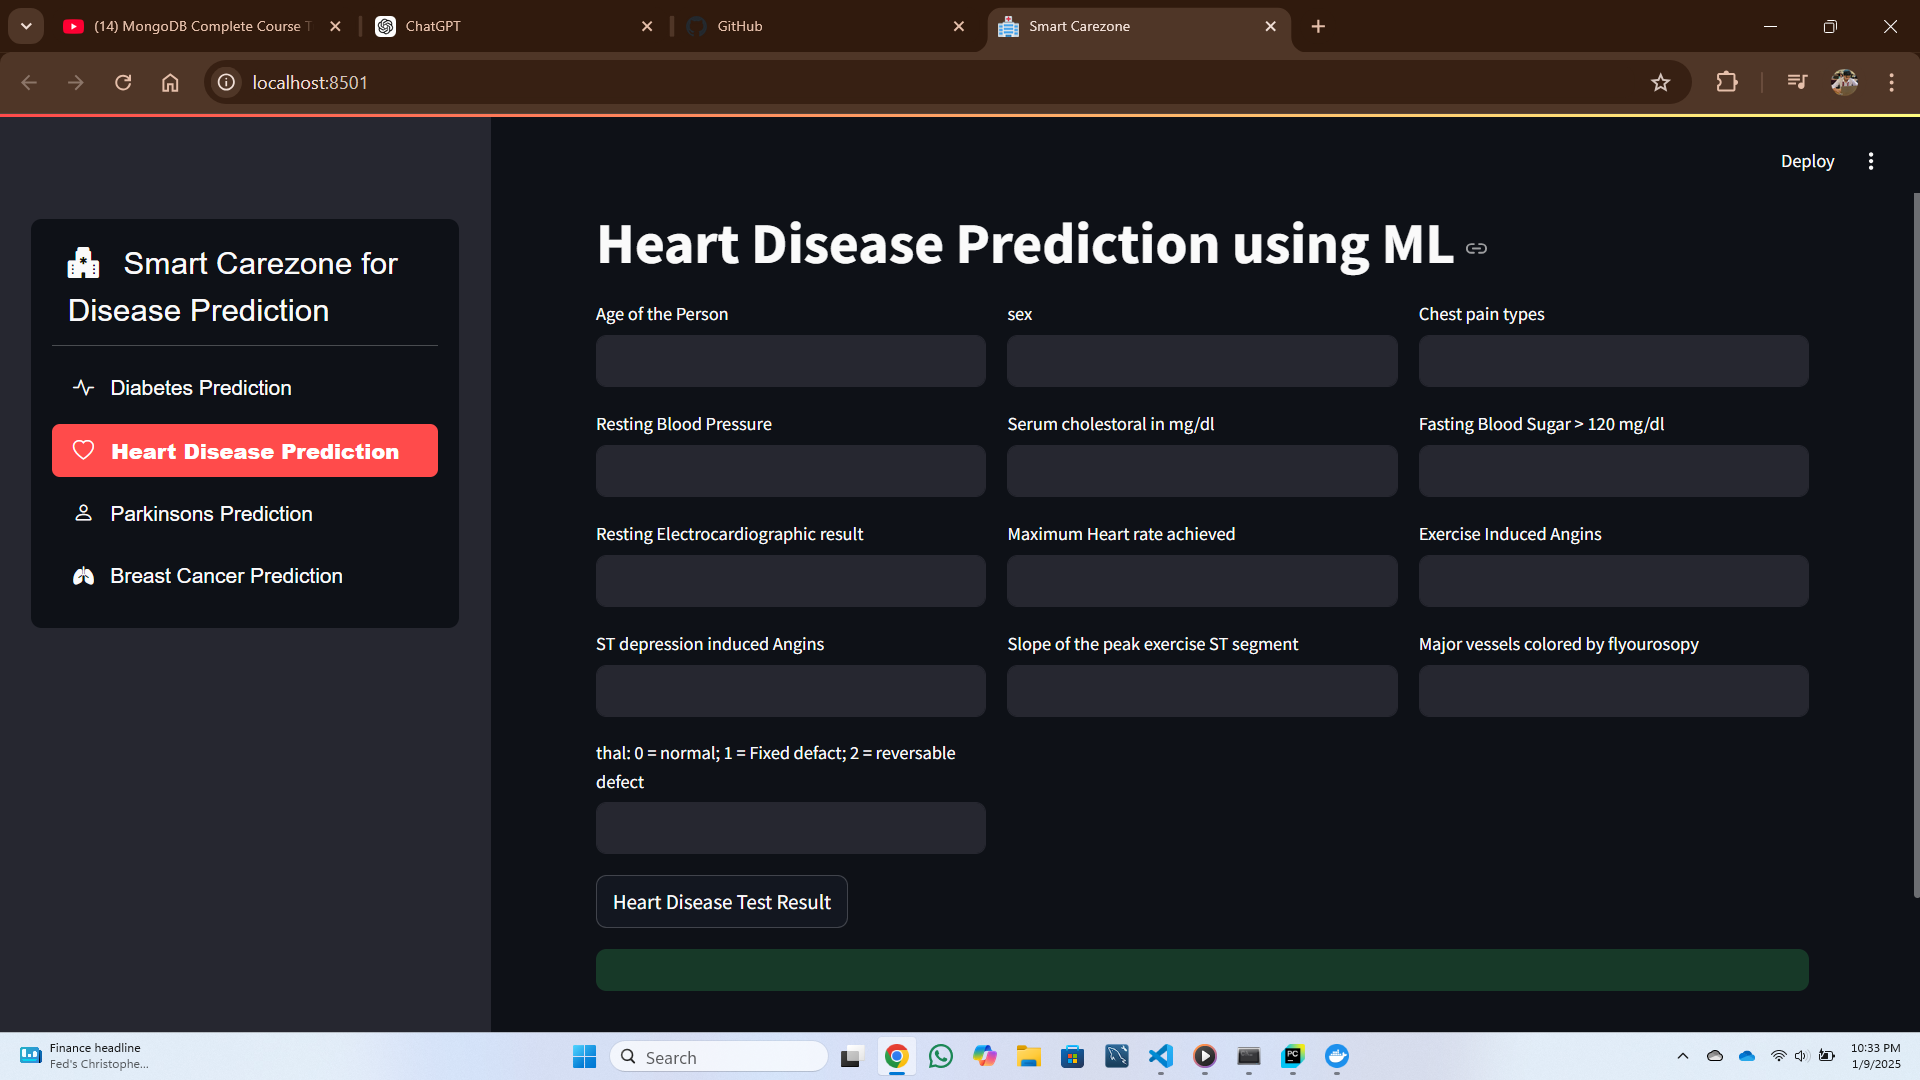 (14) MongoDB Complete Course T
ChatGPT
GitHub
Smart Carezone
localhost:8501
Deploy
Smart Carezone for
Disease Prediction
Diabetes Prediction
Heart Disease Prediction
Parkinsons Prediction
Breast Cancer Prediction
Heart Disease Prediction using ML
Age of the Person
sex
Chest pain types
Resting Blood Pressure
Serum cholestoral in mg/dl
Fasting Blood Sugar > 120 mg/dl
Resting Electrocardiographic result
Maximum Heart rate achieved
Exercise Induced Angins
ST depression induced Angins
Slope of the peak exercise ST segment
Major vessels colored by flyourosopy
thal: 0 = normal; 1 = Fixed defect; 2 = reversable
defect
Heart Disease Test Result
Finance headline
Fed's Christophe...
Search
PC
10:33 PM
1/9/2025